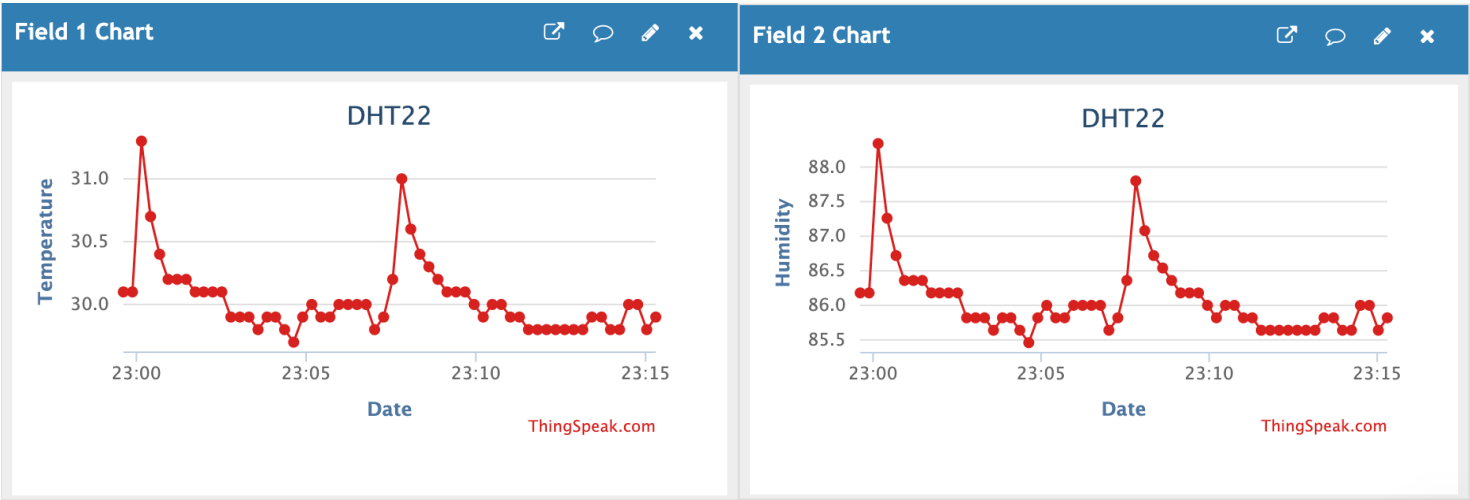 Field 1 Chart
DHT22
Temperature
31.0
30.5
30.0
23:00 23:05 23:10 23:15
Date
ThingSpeak.com
Field 2 Chart
DHT22
Humidity
88.0
87.5
87.0
86.5
86.0
85.5
23:00 23:05 23:10 23:15
Date
ThingSpeak.com